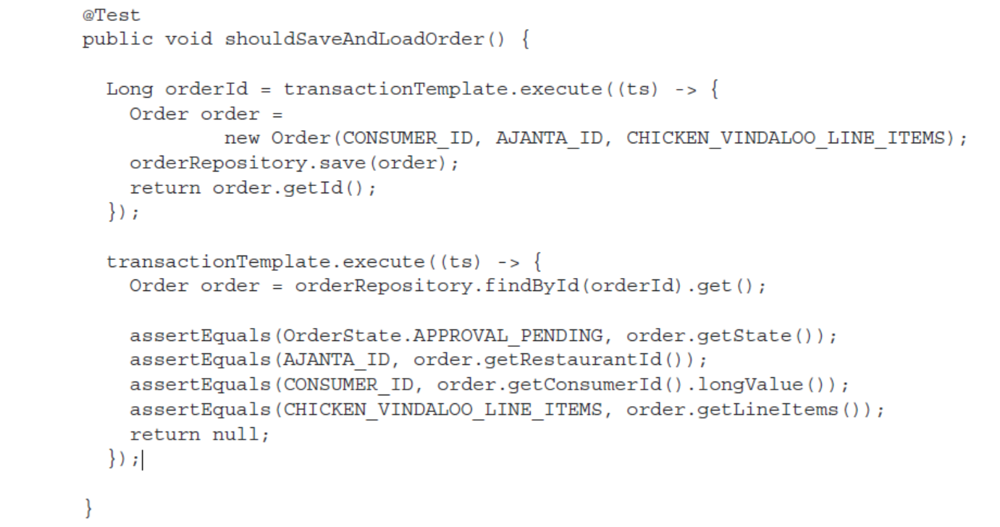 @Test
public void shouldSaveAndLoadOrder() {
Long orderId = transactionTemplate.execute((ts) -> {
Order order =
new Order(CONSUMER_ID, AJANTA_ID, CHICKEN_VINDALOO_LINE_ITEMS);
orderRepository.save(order);
return order.getId();
});
transactionTemplate.execute((ts) -> {
Order order = orderRepository.findById(orderId).get();
assertEquals(OrderState.APPROVAL_PENDING, order.getState());
assertEquals(AJANTA_ID, order.getRestaurantId());
assertEquals(CONSUMER_ID, order.getConsumerId().longValue());
assertEquals(CHICKEN_VINDALOO_LINE_ITEMS, order.getLineItems());
return null;
});
}